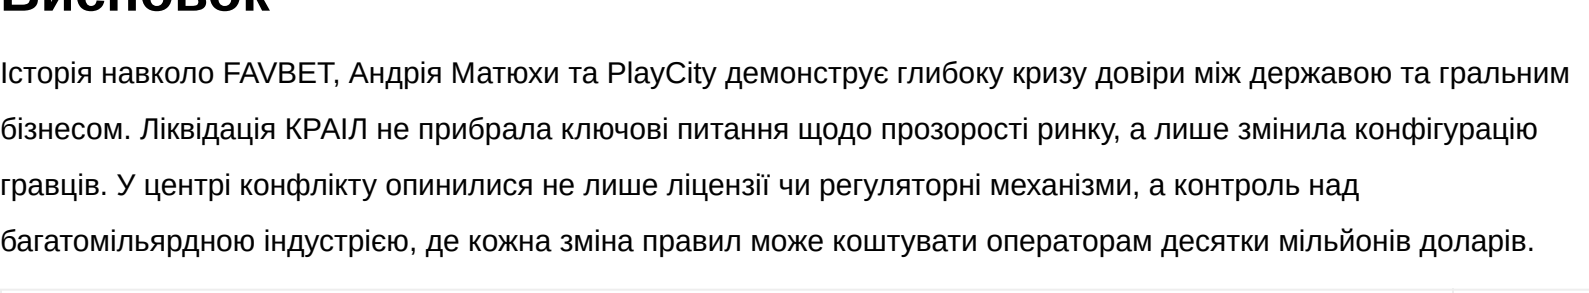 Висновок
Історія навколо FAVBET, Андрія Матюхи та PlayCity демонструє глибоку кризу довіри між державою та гральним
бізнесом. Ліквідація КРАІЛ не прибрала ключові питання щодо прозорості ринку, а лише змінила конфігурацію
гравців. У центрі конфлікту опинилися не лише ліцензії чи регуляторні механізми, а контроль над
багатомільярдною індустрією, де кожна зміна правил може коштувати операторам десятки мільйонів доларів.